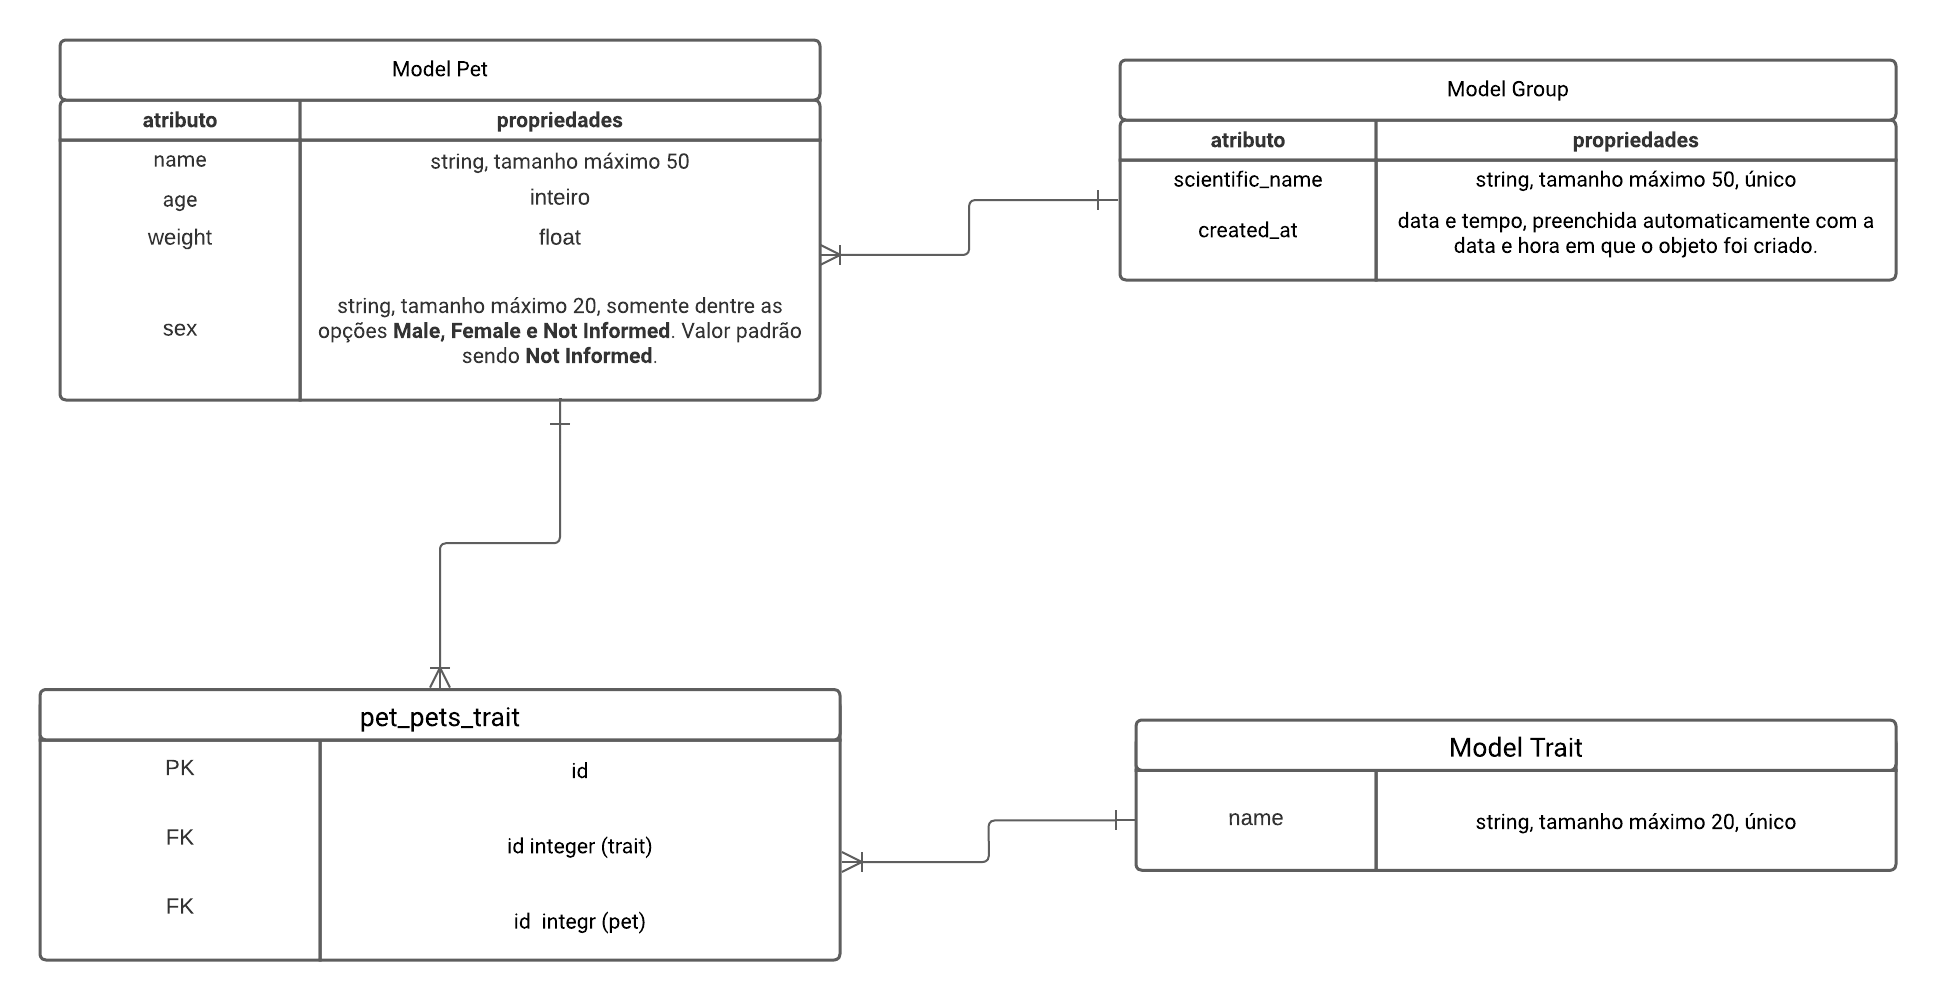 Model Pet
atributo propriedades
name string, tamanho máximo 50
age inteiro
weight float
sex string, tamanho máximo 20, somente dentre as
opções Male, Female e Not Informed. Valor padrão
sendo Not Informed.
Model Group
atributo propriedades
scientific_name string, tamanho máximo 50, único
created_at data e tempo, preenchida automaticamente com a
data e hora em que o objeto foi criado.
pet_pets_trait
PK id
FK id integer (trait)
FK id integr (pet)
Model Trait
name string, tamanho máximo 20, único